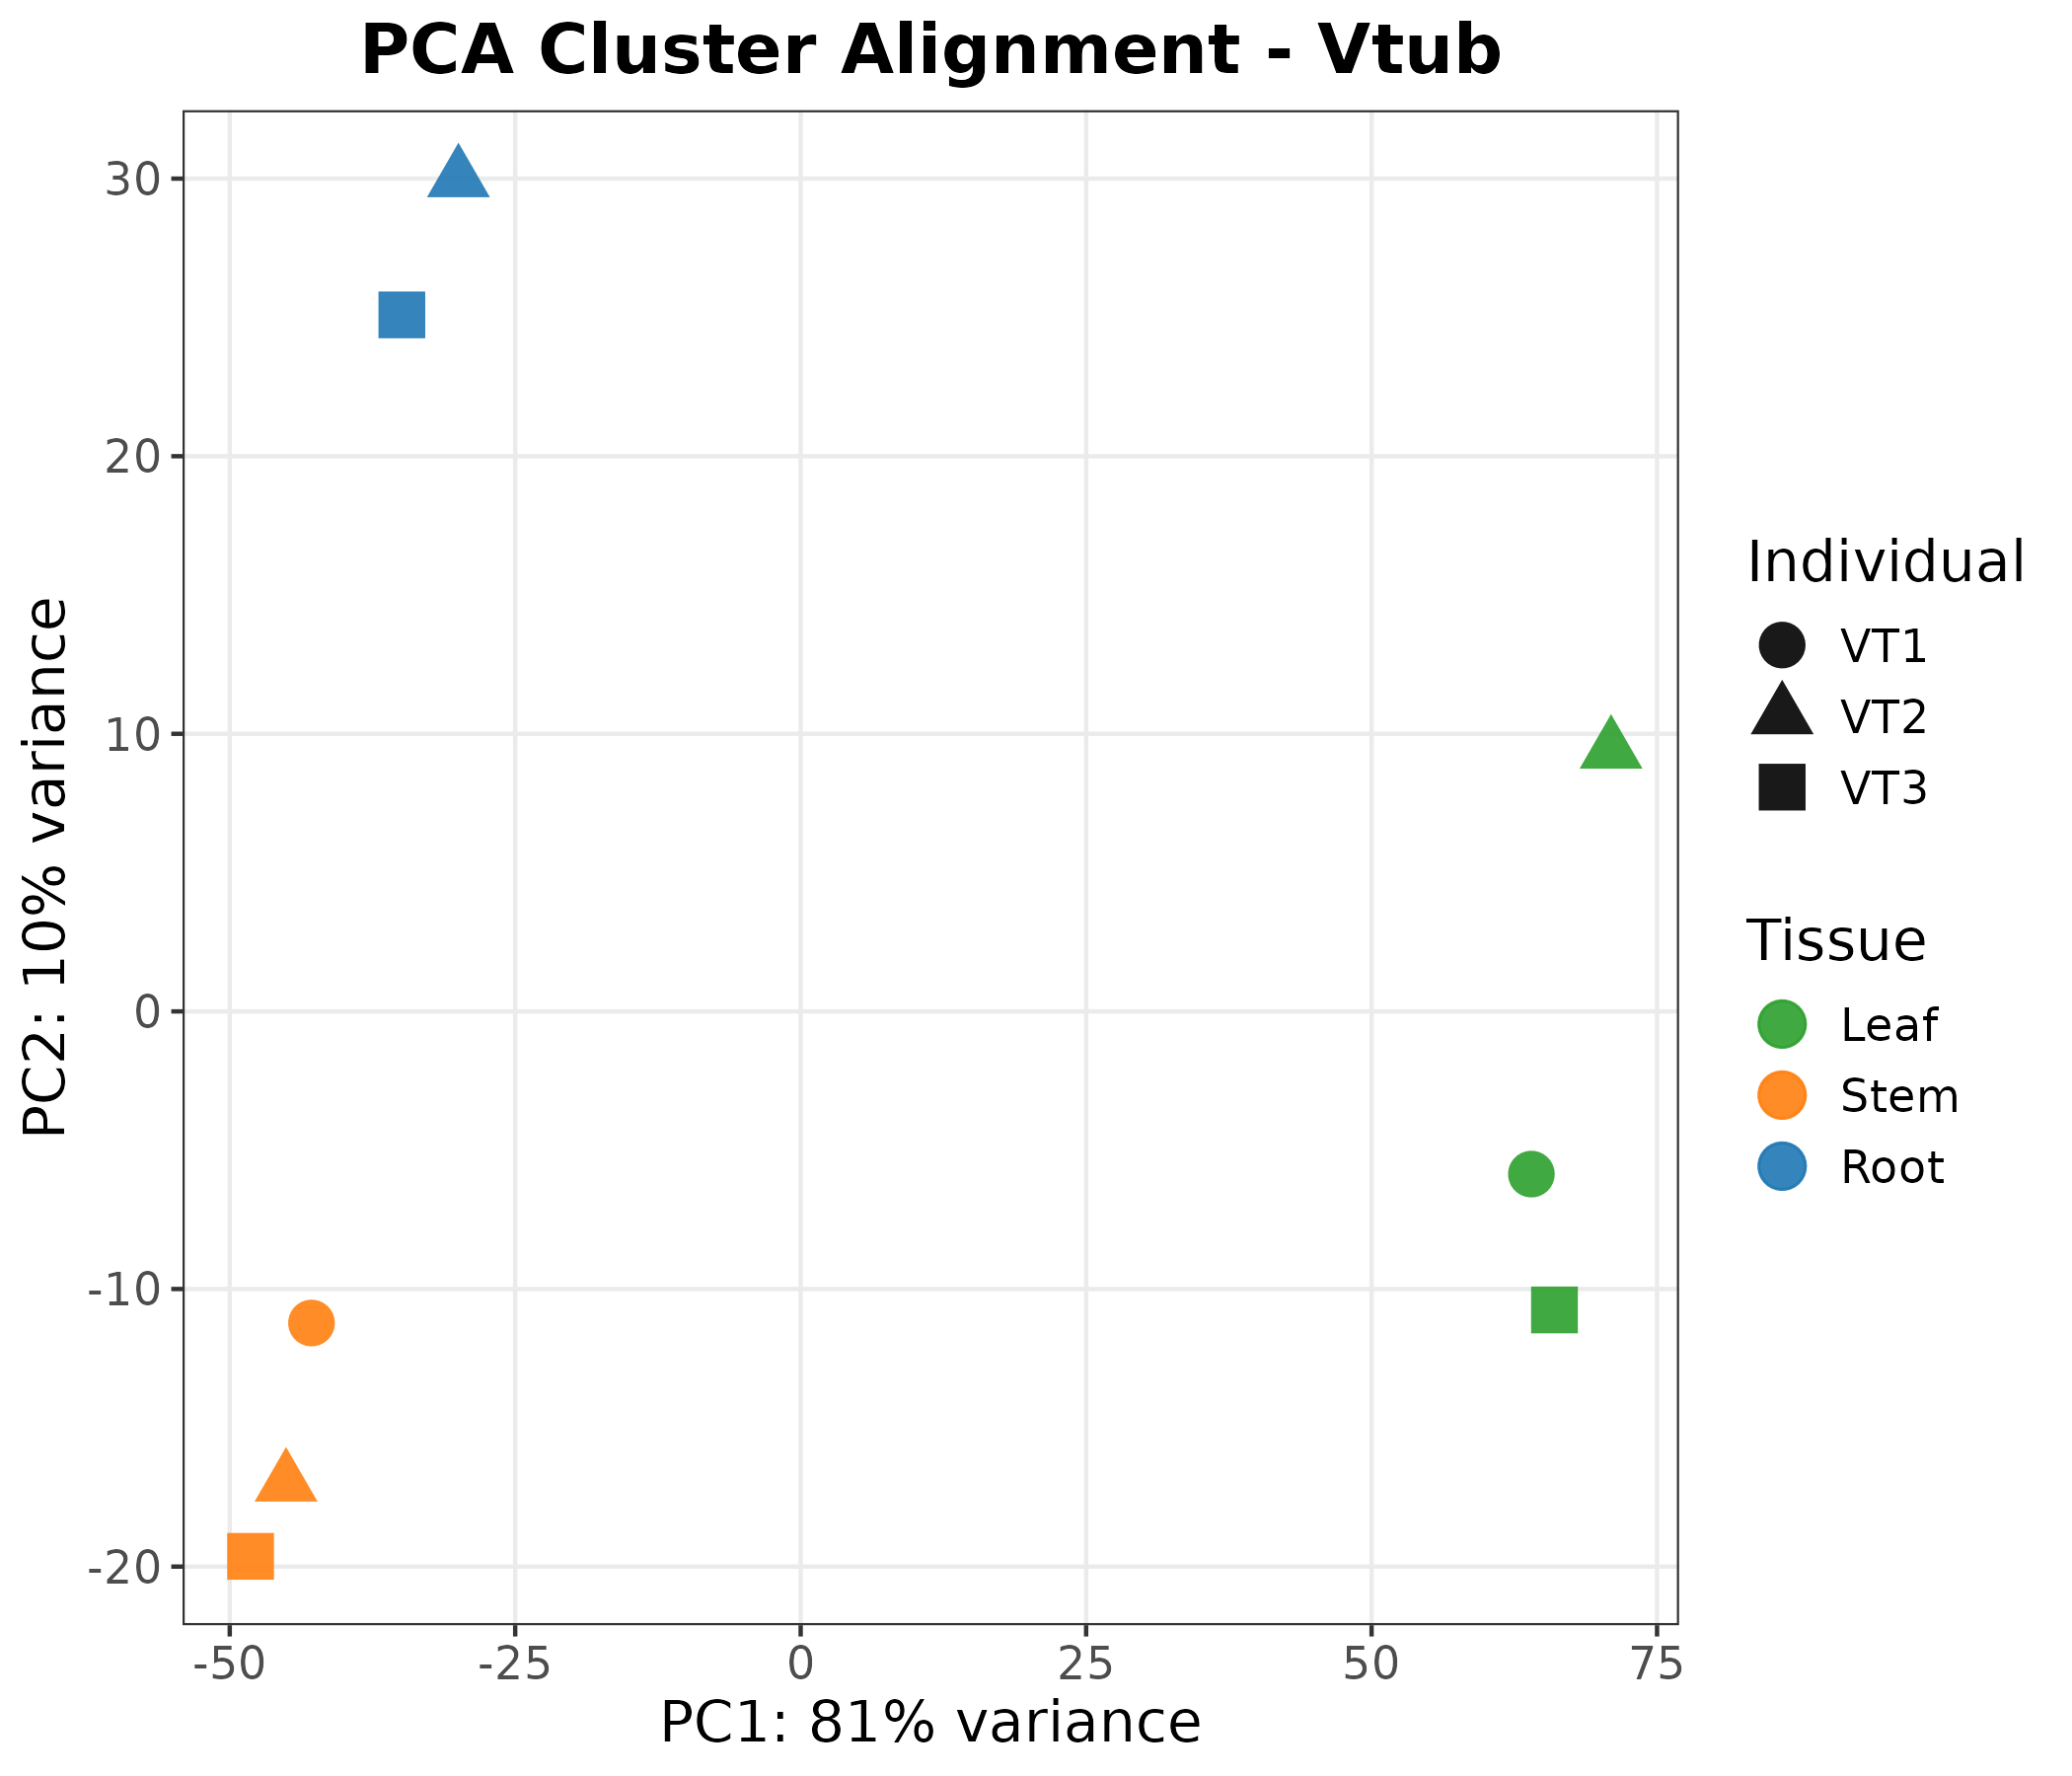 PCA Cluster Alignment - Vtub
PC2: 10% variance
30
20
10
0
-10
-20
-50
-25
0
25
50
75
PC1: 81% variance
Individual
VT1
VT2
VT3
Tissue
Leaf
Stem
Root